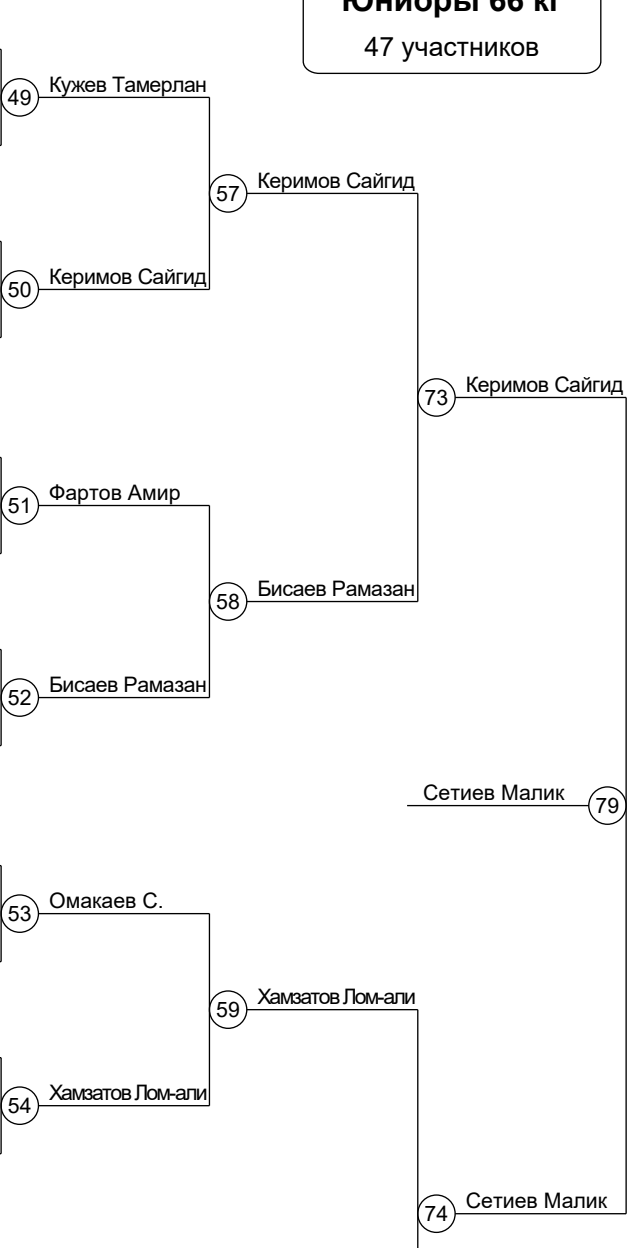 Юниоры 66 кг
47 участников
49 Кужев Тамерлан
57 Керимов Сайгид
50 Керимов Сайгид
73 Керимов Сайгид
51 Фартов Амир
58 Бисаев Рамазан
52 Бисаев Рамазан
Сетиев Малик 79
53 Омакаев С.
59 Хамзатов Лом-али
54 Хамзатов Лом-али
74 Сетиев Малик